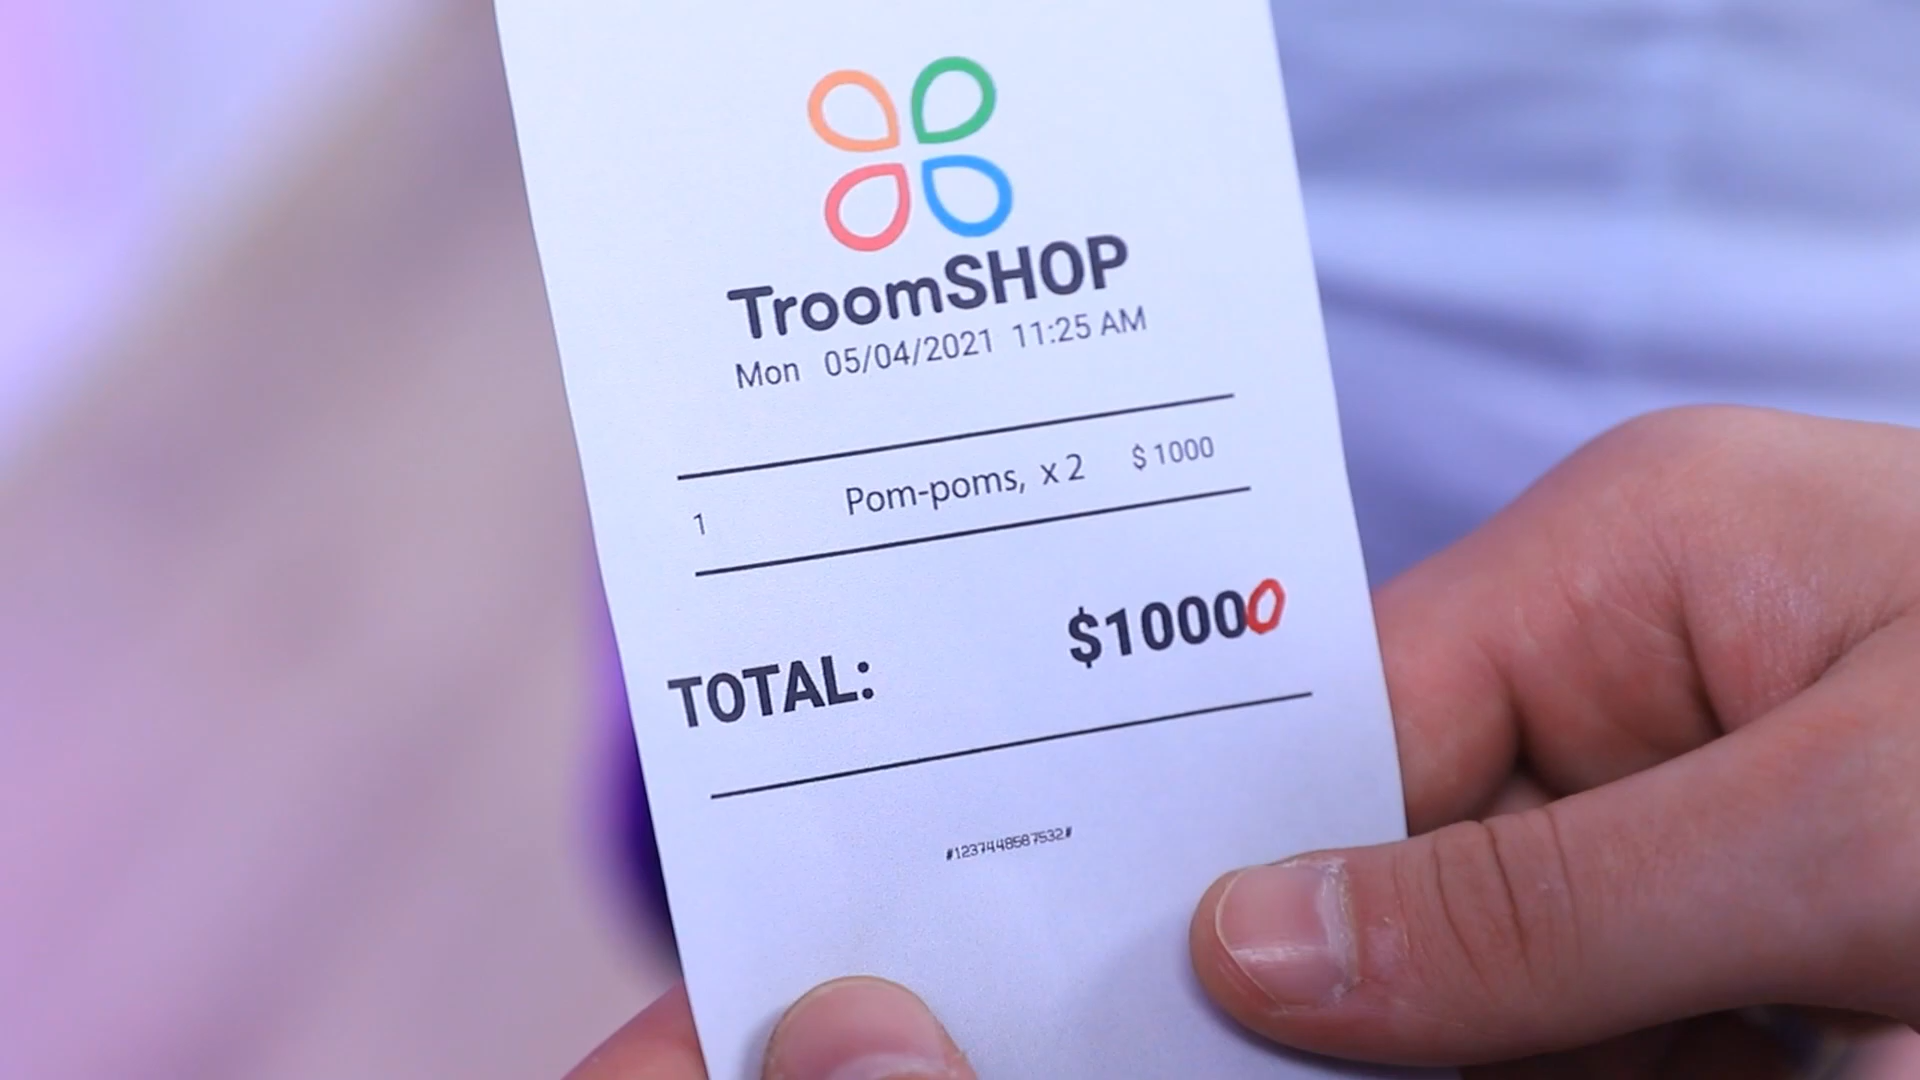 TroomSHOP
Mon 05/04/2021 11:25 AM
1 Pom-poms, x 2 $ 1000
TOTAL: $10000
#1237448587532#